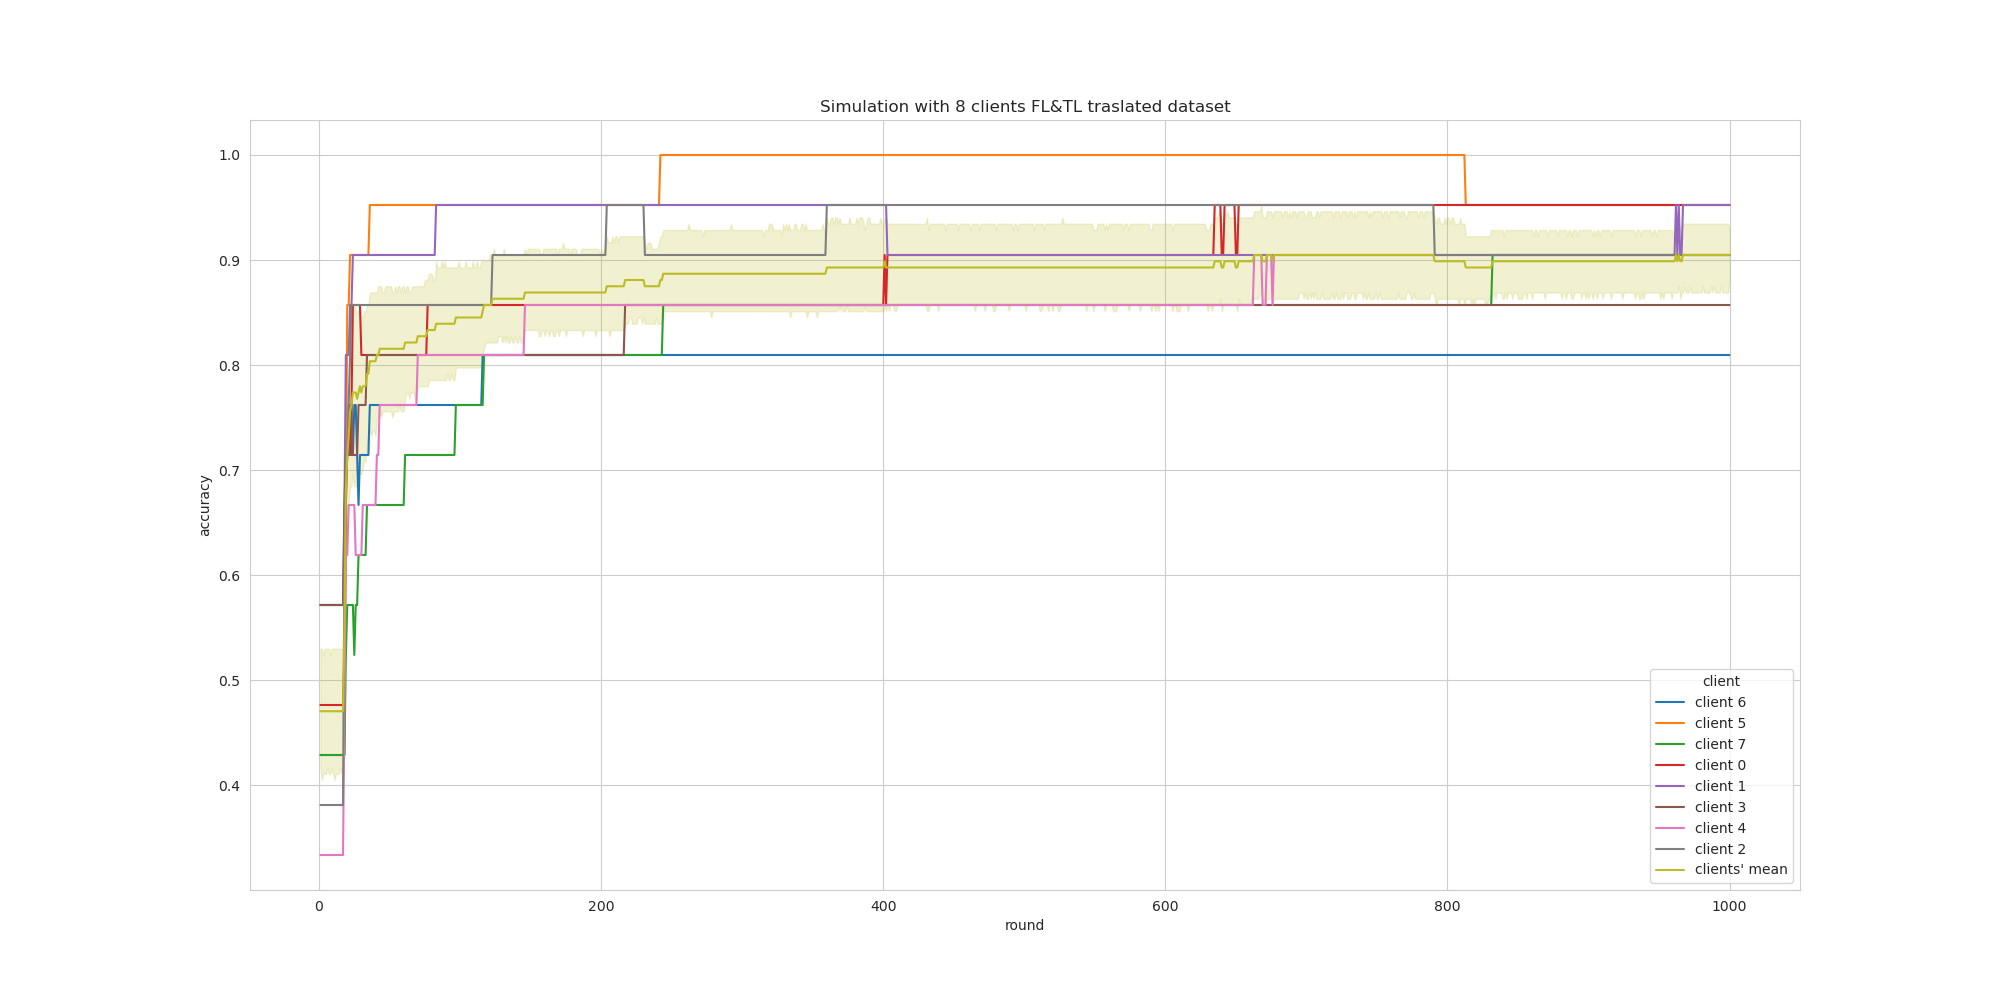 Simulation with 8 clients FL&TL traslated dataset
1.0
0.9
0.8
0.7
0.6
0.5
0.4
accuracy
0
200
400
600
800
1000
round
client
client 6
client 5
client 7
client 0
client 1
client 3
client 4
client 2
clients' mean